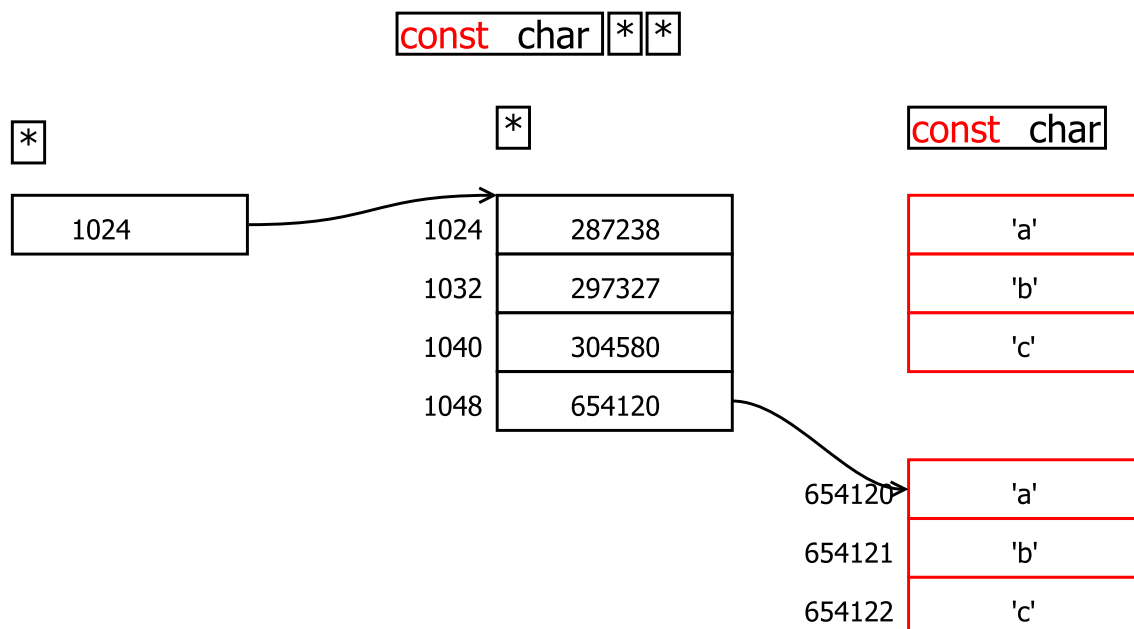 const char * *
* * const char
1024 1024 287238 'a'
1032 297327 'b'
1040 304580 'c'
1048 654120
654120 'a'
654121 'b'
654122 'c'